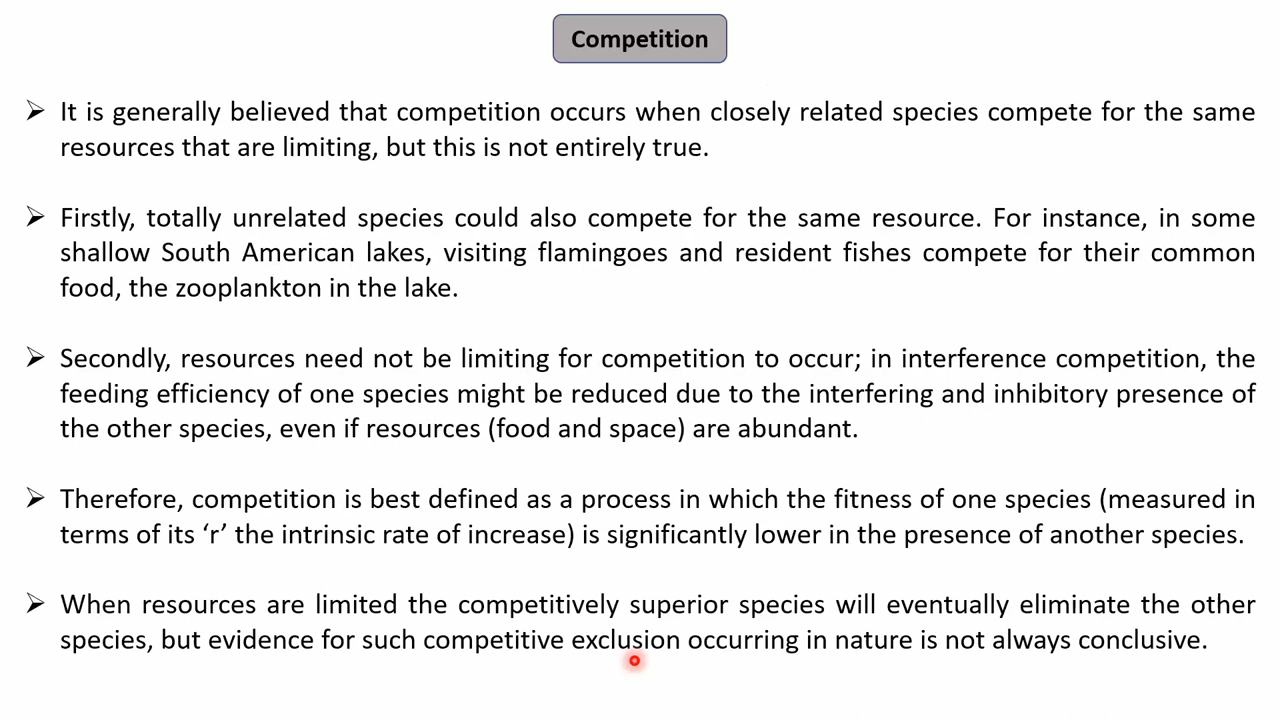 Competition
➢ It is generally believed that competition occurs when closely related species compete for the same
resources that are limiting, but this is not entirely true.
➢ Firstly, totally unrelated species could also compete for the same resource. For instance, in some
shallow South American lakes, visiting flamingoes and resident fishes compete for their common
food, the zooplankton in the lake.
➢ Secondly, resources need not be limiting for competition to occur; in interference competition, the
feeding efficiency of one species might be reduced due to the interfering and inhibitory presence of
the other species, even if resources (food and space) are abundant.
➢ Therefore, competition is best defined as a process in which the fitness of one species (measured in
terms of its ‘r’ the intrinsic rate of increase) is significantly lower in the presence of another species.
➢ When resources are limited the competitively superior species will eventually eliminate the other
species, but evidence for such competitive exclusion occurring in nature is not always conclusive.